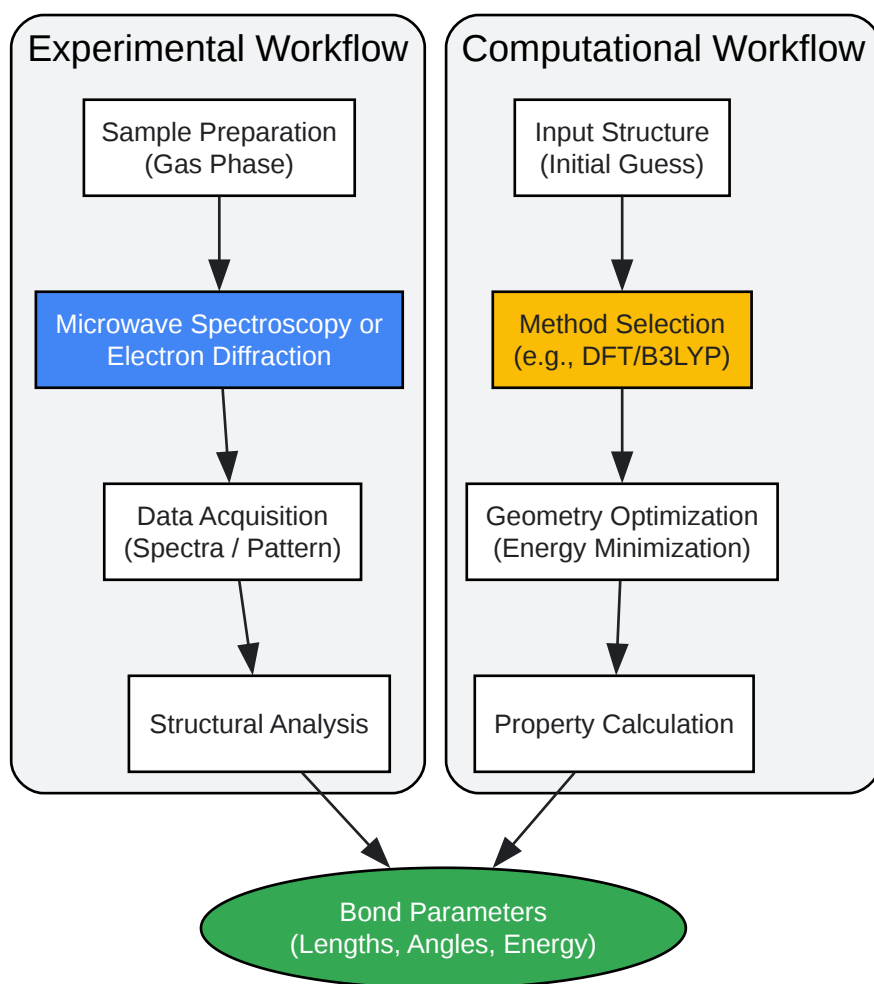 Experimental Workflow
Sample Preparation
(Gas Phase)
Microwave Spectroscopy or
Electron Diffraction
Data Acquisition
(Spectra / Pattern)
Structural Analysis
Computational Workflow
Input Structure
(Initial Guess)
Method Selection
(e.g., DFT/B3LYP)
Geometry Optimization
(Energy Minimization)
Property Calculation
Bond Parameters
(Lengths, Angles, Energy)